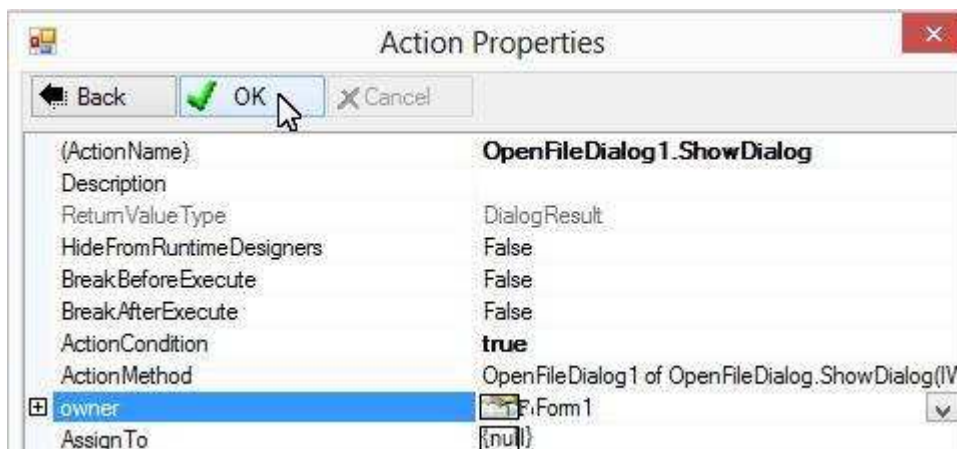 Action Properties
Back OK Cancel
(ActionName) OpenFileDialog1.ShowDialog
Description
ReturnValueType DialogResult
HideFromRuntimeDesigners False
BreakBeforeExecute False
BreakAfterExecute False
ActionCondition true
ActionMethod OpenFileDialog1 of OpenFileDialog.ShowDialog(IW
owner Form1
AssignTo {null}